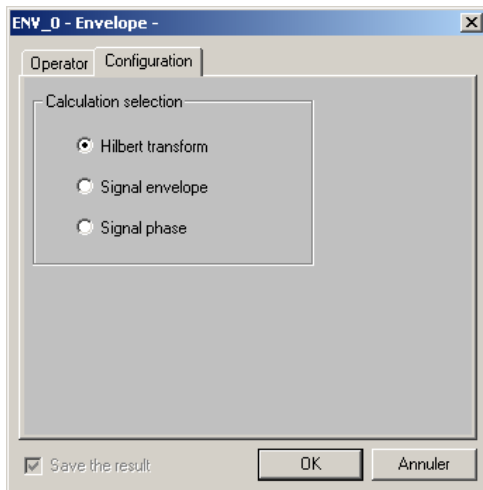 ENV_0 - Envelope -
Operator Configuration
Calculation selection
Hilbert transform
Signal envelope
Signal phase
Save the result OK Annuler